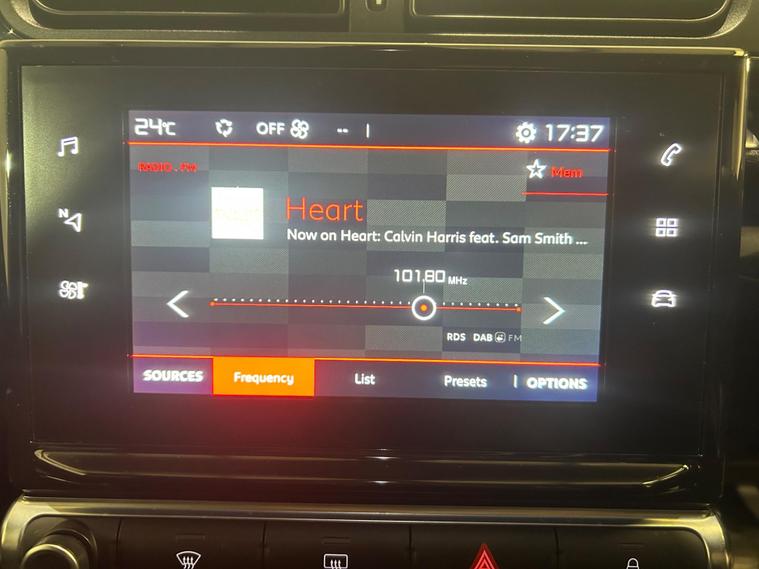 24°C OFF -- 17:37
RADIO . FM
Mem
Heart
Now on Heart: Calvin Harris feat. Sam Smith ...
101.80 MHz
N
RDS DAB FM
SOURCES Frequency List Presets OPTIONS